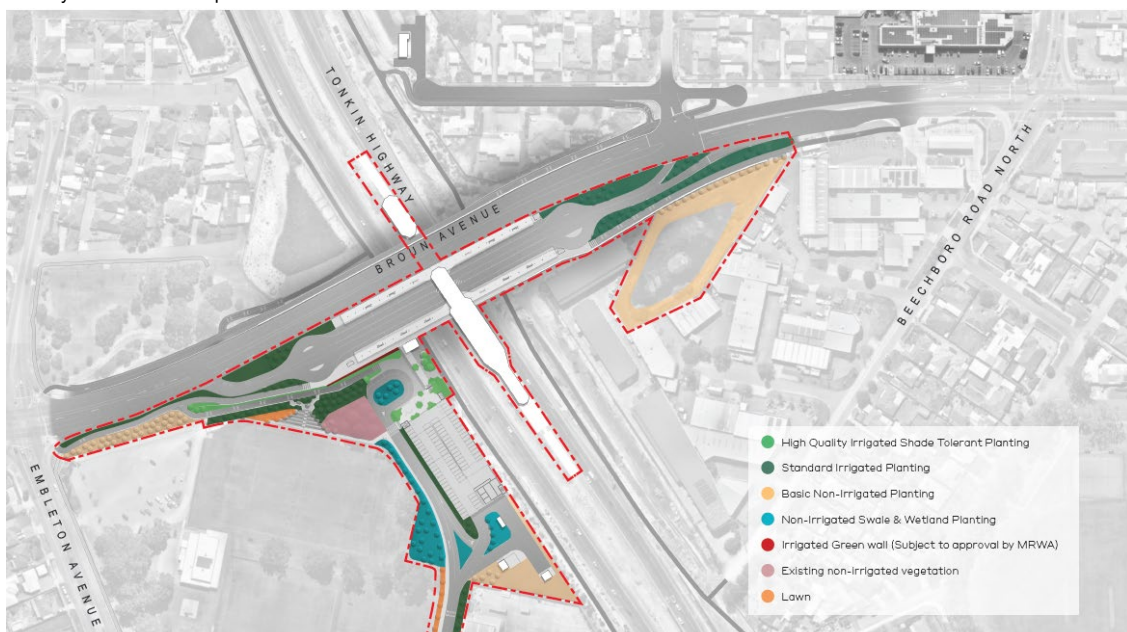 TONKIN HIGHWAY
BROUN AVENUE
BEECHBORO ROAD NORTH
EMBLETON AVENUE
High Quality Irrigated Shade Tolerant Planting
Standard Irrigated Planting
Basic Non-Irrigated Planting
Non-Irrigated Swale & Wetland Planting
Irrigated Green wall (Subject to approval by MRWA)
Existing non-irrigated vegetation
Lawn